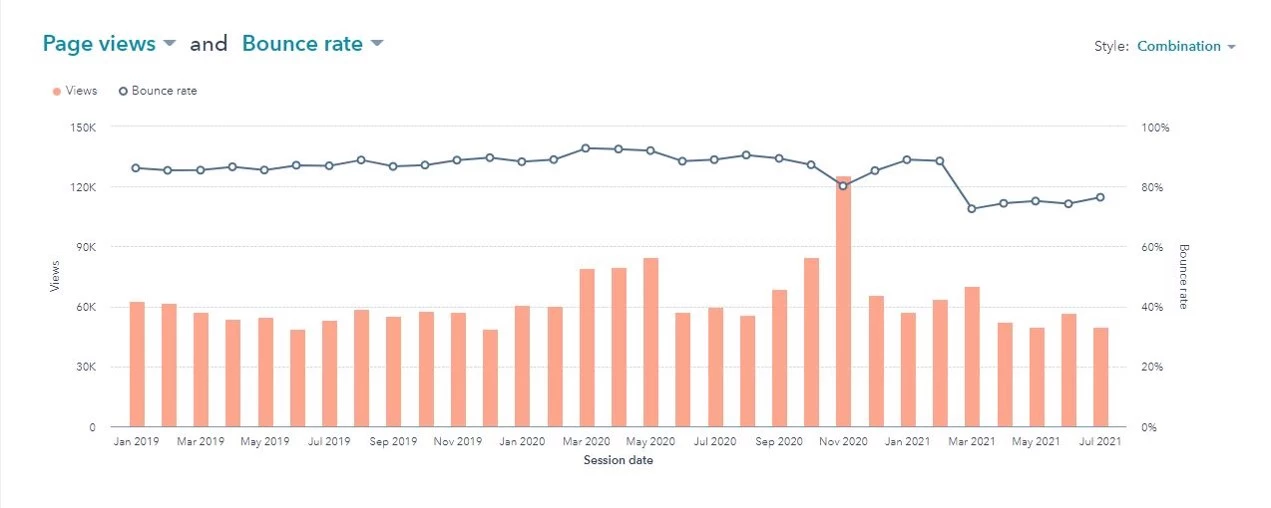 Page views and Bounce rate
Style: Combination
Views Bounce rate
150K 100%
120K 80%
90K 60%
60K 40%
30K 20%
0 0%
Views
Bounce rate
Jan 2019 Mar 2019 May 2019 Jul 2019 Sep 2019 Nov 2019 Jan 2020 Mar 2020 May 2020 Jul 2020 Sep 2020 Nov 2020 Jan 2021 Mar 2021 May 2021 Jul 2021
Session date